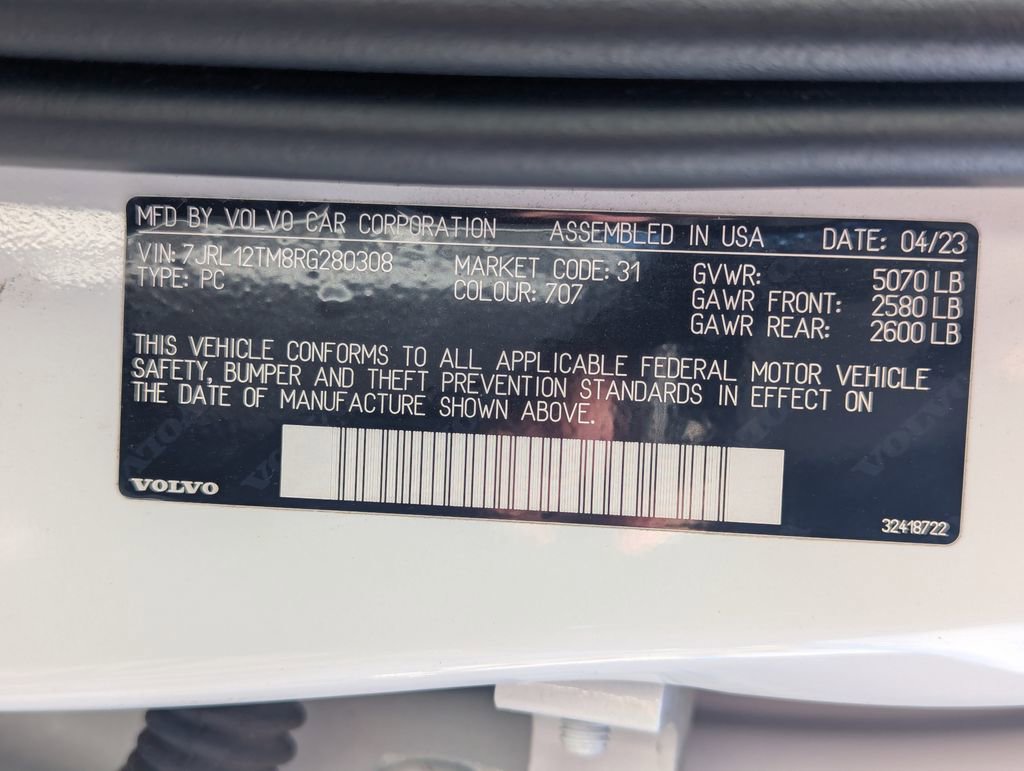 MFD BY VOLVO CAR CORPORATION ASSEMBLED IN USA DATE: 04/23
VIN: 7JRL12TM8RG280308 MARKET CODE: 31 GVWR: 5070 LB
TYPE: PC COLOUR: 707 GAWR FRONT: 2580 LB
GAWR REAR: 2600 LB
THIS VEHICLE CONFORMS TO ALL APPLICABLE FEDERAL MOTOR VEHICLE
SAFETY, BUMPER AND THEFT PREVENTION STANDARDS IN EFFECT ON
THE DATE OF MANUFACTURE SHOWN ABOVE.
VOLVO
32418722